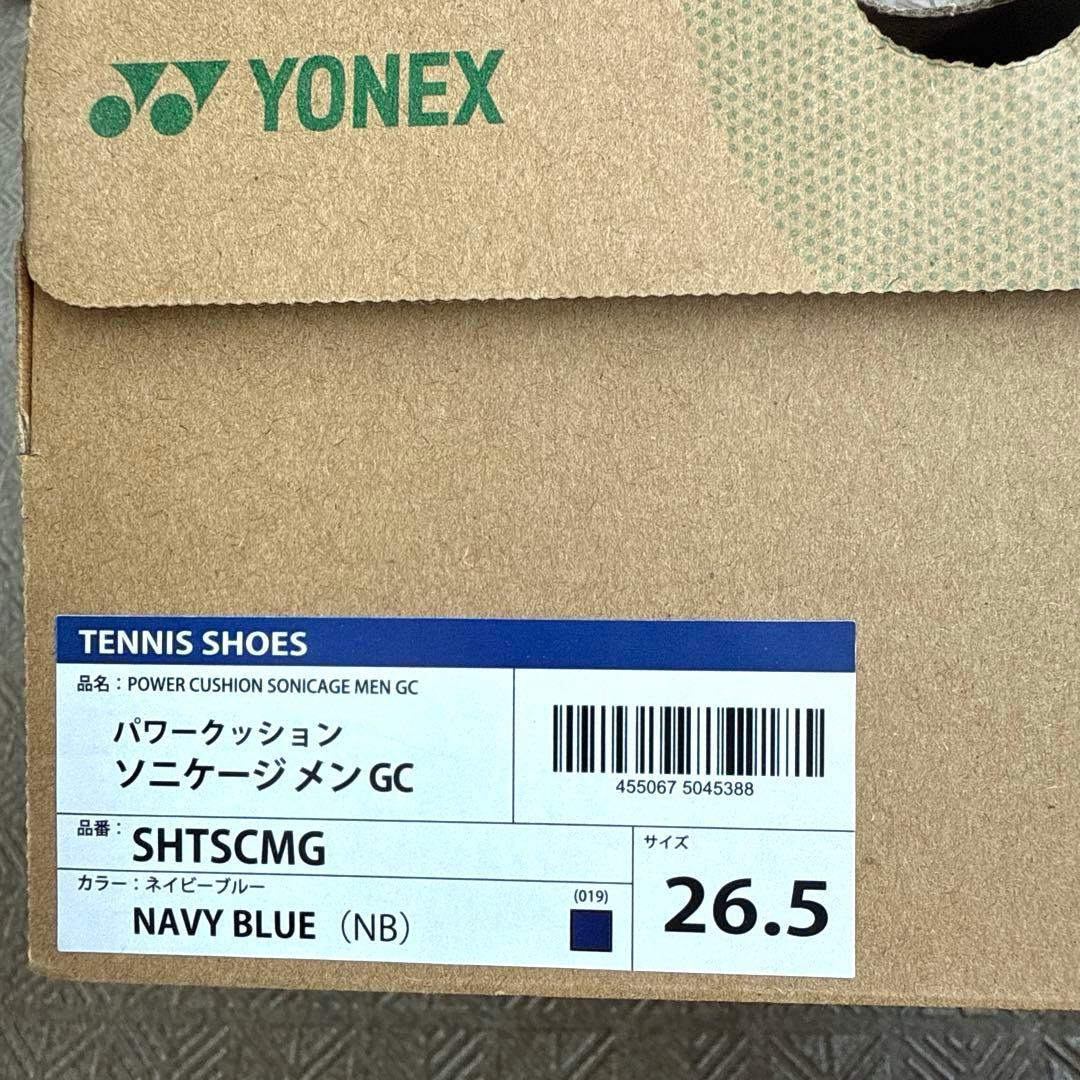 YONEX
TENNIS SHOES
品名：POWER CUSHION SONICAGE MEN GC
パワークッション
ソニケージ メン GC
455067 5045388
品番：
SHTSCMG
カラー：ネイビーブルー
NAVY BLUE（NB）
(019)
サイズ
26.5